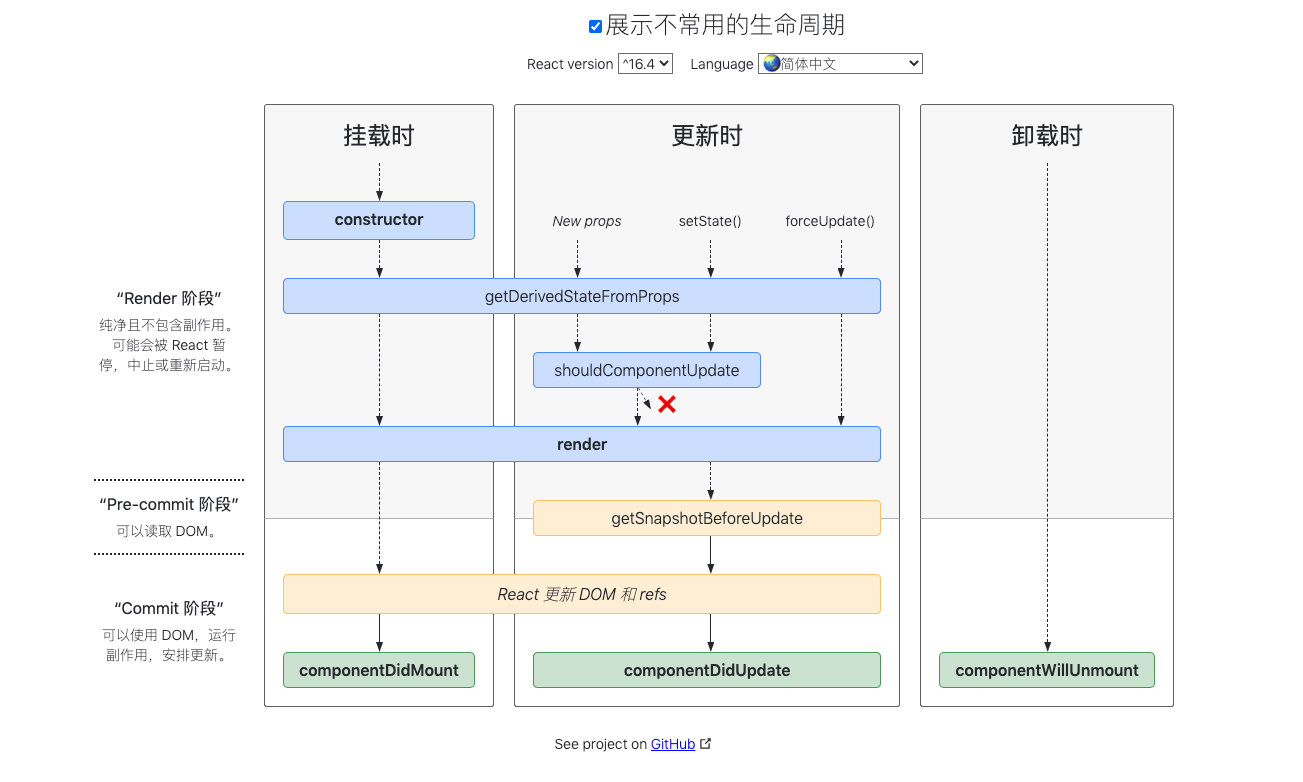 展示不常用的生命周期
React version ^16.4 Language 简体中文
挂载时
更新时
卸载时
constructor
New props
setState()
forceUpdate()
“Render 阶段”
纯净且不包含副作用。
可能会被 React 暂
停，中止或重新启动。
getDerivedStateFromProps
shouldComponentUpdate
render
“Pre-commit 阶段”
可以读取 DOM。
getSnapshotBeforeUpdate
“Commit 阶段”
可以使用 DOM，运行
副作用，安排更新。
React 更新 DOM 和 refs
componentDidMount
componentDidUpdate
componentWillUnmount
See project on GitHub